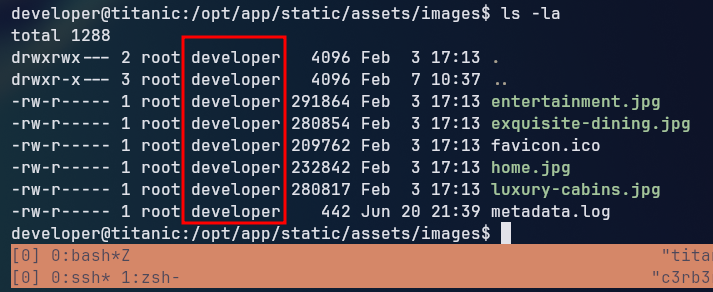 developer@titanic:/opt/app/static/assets/images$ ls -la
total 1288
drwxrwx--- 2 root developer   4096 Feb  3 17:13 .
drwxr-x--- 3 root developer   4096 Feb  7 10:37 ..
-rw-r----- 1 root developer 291864 Feb  3 17:13 entertainment.jpg
-rw-r----- 1 root developer 280854 Feb  3 17:13 exquisite-dining.jpg
-rw-r----- 1 root developer 209762 Feb  3 17:13 favicon.ico
-rw-r----- 1 root developer 232842 Feb  3 17:13 home.jpg
-rw-r----- 1 root developer 280817 Feb  3 17:13 luxury-cabins.jpg
-rw-r----- 1 root developer    442 Jun 20 21:39 metadata.log
developer@titanic:/opt/app/static/assets/images$
[0] 0:bash*Z "tita
[0] 0:ssh* 1:zsh- "c3rb3